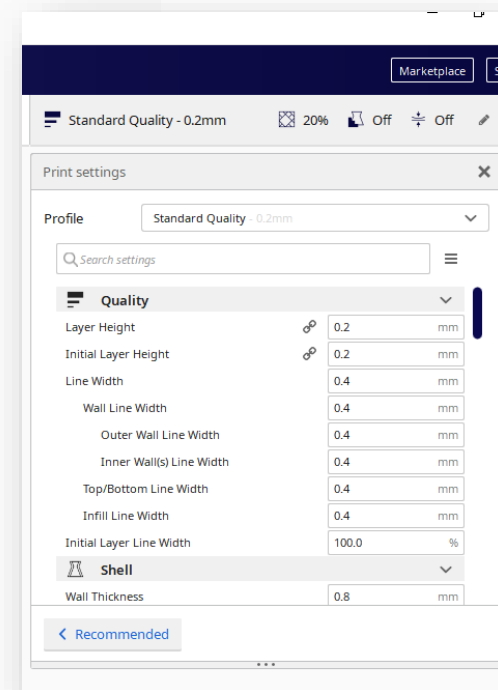 Marketplace
Standard Quality - 0.2mm 20% Off Off
Print settings
Profile Standard Quality - 0.2mm
Search settings
Quality
Layer Height 0.2 mm
Initial Layer Height 0.2 mm
Line Width 0.4 mm
Wall Line Width 0.4 mm
Outer Wall Line Width 0.4 mm
Inner Wall(s) Line Width 0.4 mm
Top/Bottom Line Width 0.4 mm
Infill Line Width 0.4 mm
Initial Layer Line Width 100.0 %
Shell
Wall Thickness 0.8 mm
Recommended